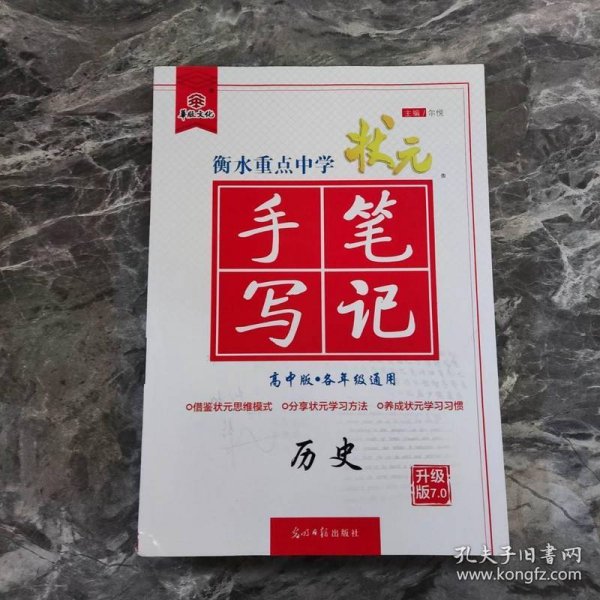 华版文化
主编/尔悦
衡水重点中学 状元
手笔
写记
高中版·各年级通用
○借鉴状元思维模式 ○分享状元学习方法 ○养成状元学习习惯
历史
升级
版7.0
光明日报出版社
孔夫子旧书网
www.kongfz.com